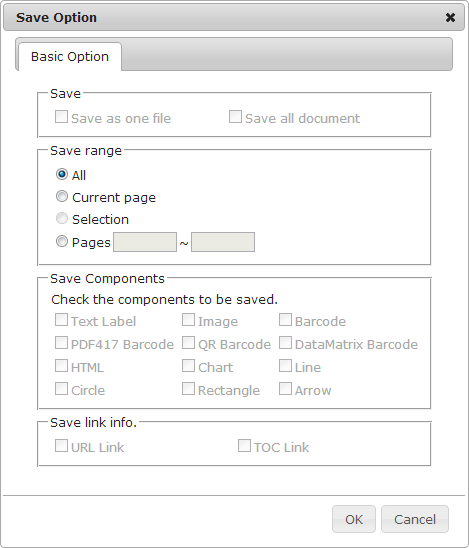 Save Option
Basic Option
Save
Save as one file Save all document
Save range
All
Current page
Selection
Pages ~
Save Components
Check the components to be saved.
Text Label Image Barcode
PDF417 Barcode QR Barcode DataMatrix Barcode
HTML Chart Line
Circle Rectangle Arrow
Save link info.
URL Link TOC Link
OK Cancel